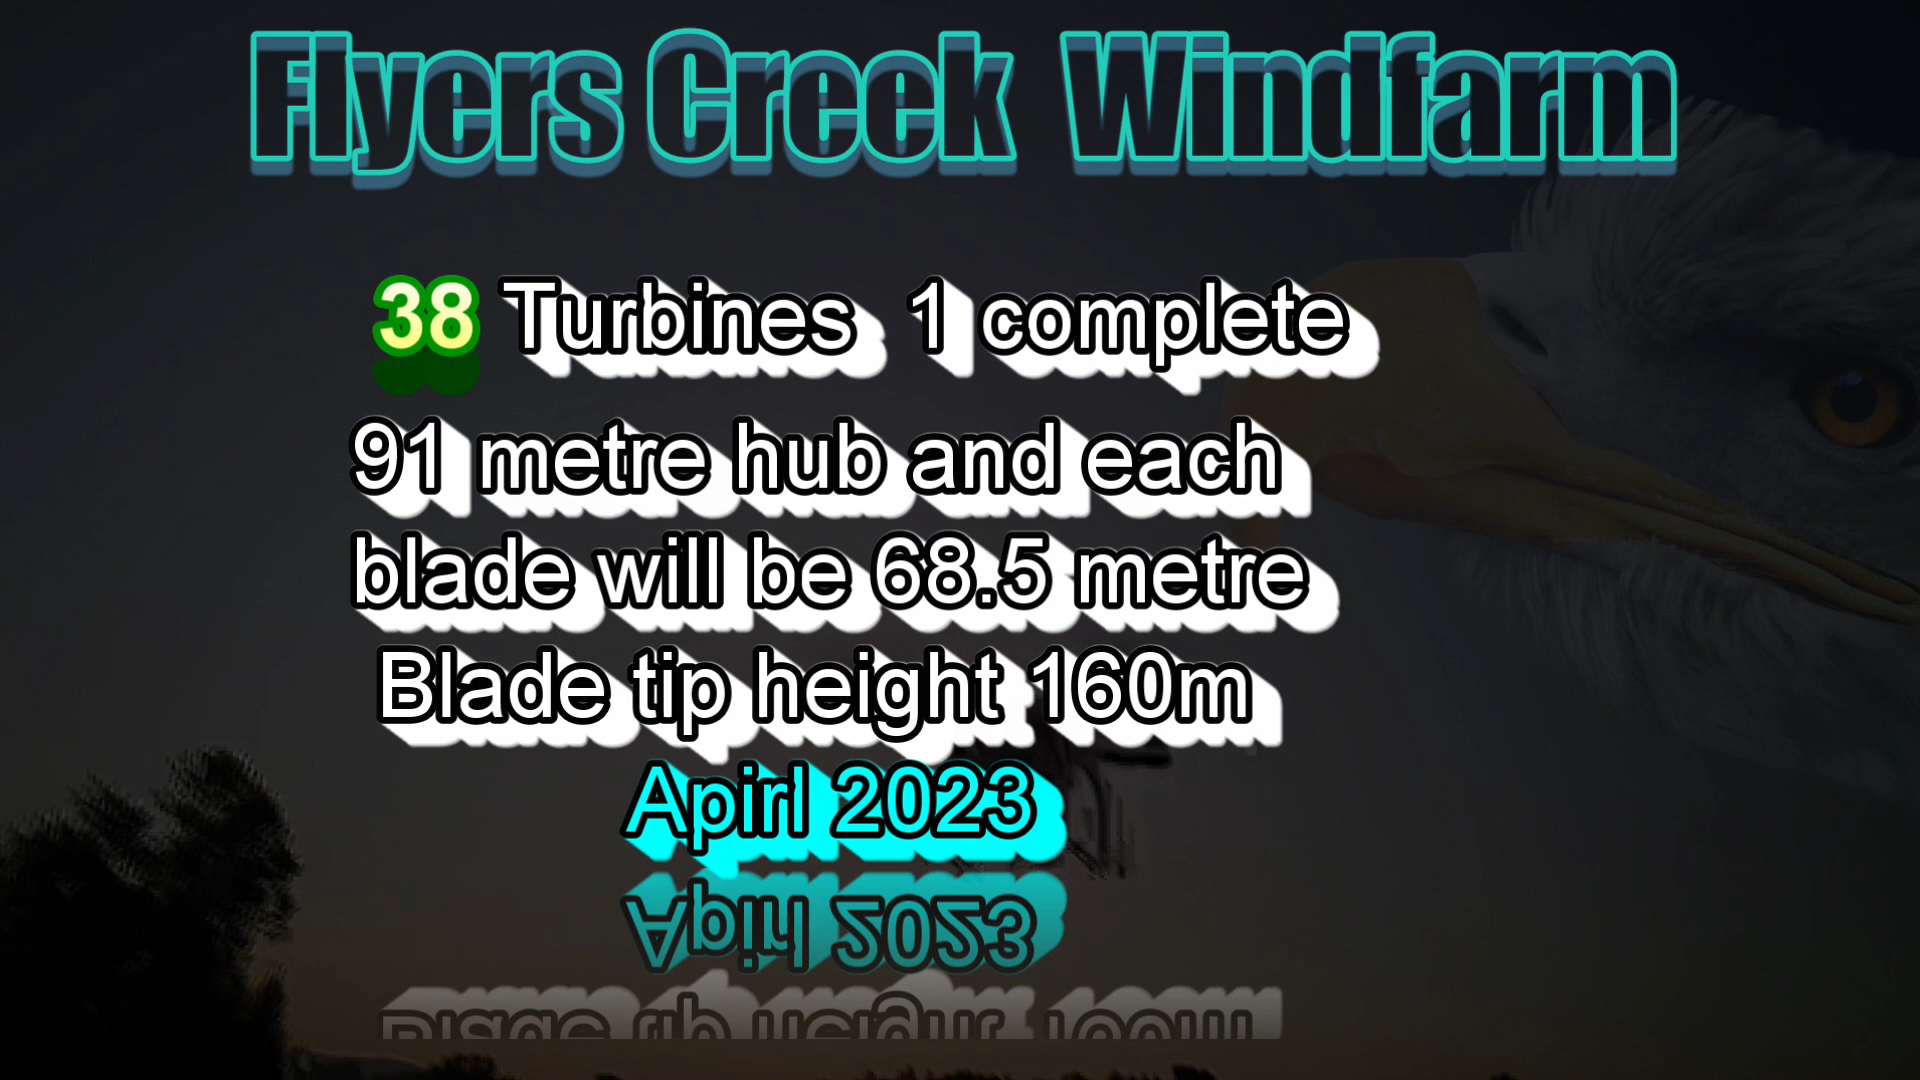 Flyers Creek Windfarm
38 Turbines 1 complete
91 metre hub and each
blade will be 68.5 metre
Blade tip height 160m
Apirl 2023